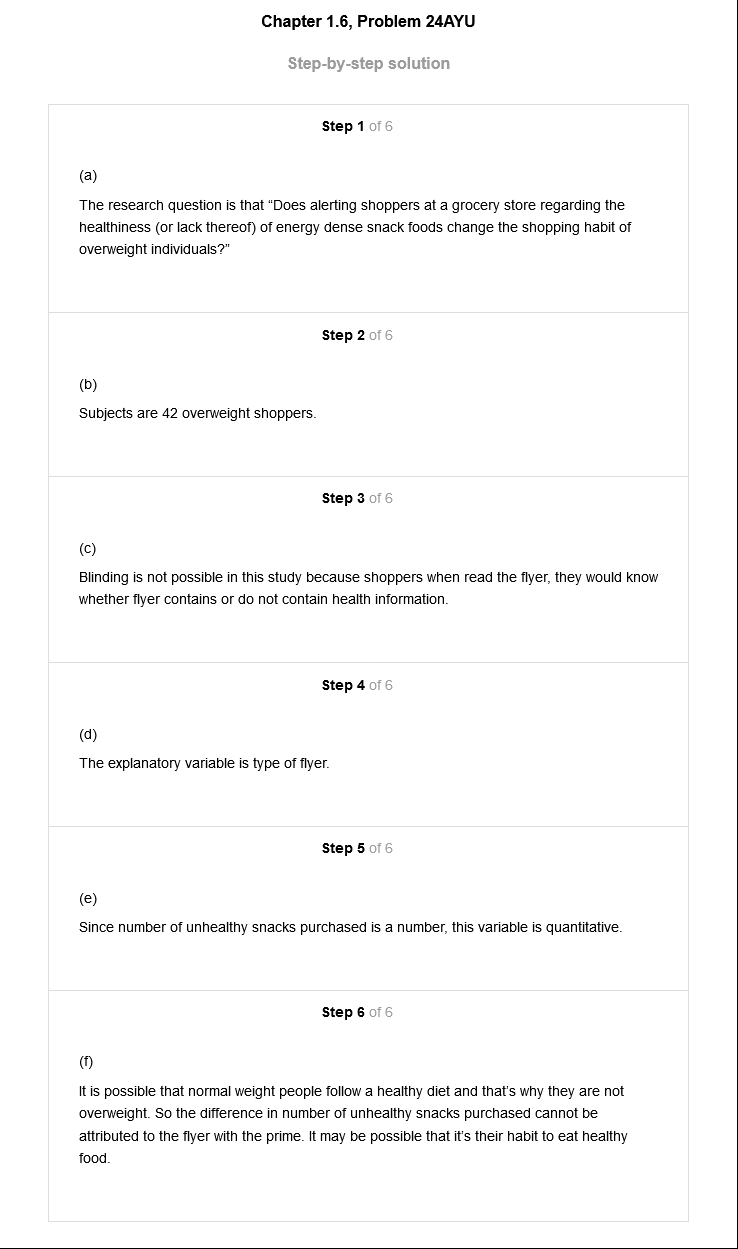 Chapter 1.6, Problem 24AYU
Step-by-step solution
Step 1 of 6
(a)
The research question is that “Does alerting shoppers at a grocery store regarding the
healthiness (or lack thereof) of energy dense snack foods change the shopping habit of
overweight individuals?”
Step 2 of 6
(b)
Subjects are 42 overweight shoppers.
Step 3 of 6
(c)
Blinding is not possible in this study because shoppers when read the flyer, they would know
whether flyer contains or do not contain health information.
Step 4 of 6
(d)
The explanatory variable is type of flyer.
Step 5 of 6
(e)
Since number of unhealthy snacks purchased is a number, this variable is quantitative.
Step 6 of 6
(f)
It is possible that normal weight people follow a healthy diet and that’s why they are not
overweight. So the difference in number of unhealthy snacks purchased cannot be
attributed to the flyer with the prime. It may be possible that it’s their habit to eat healthy
food.